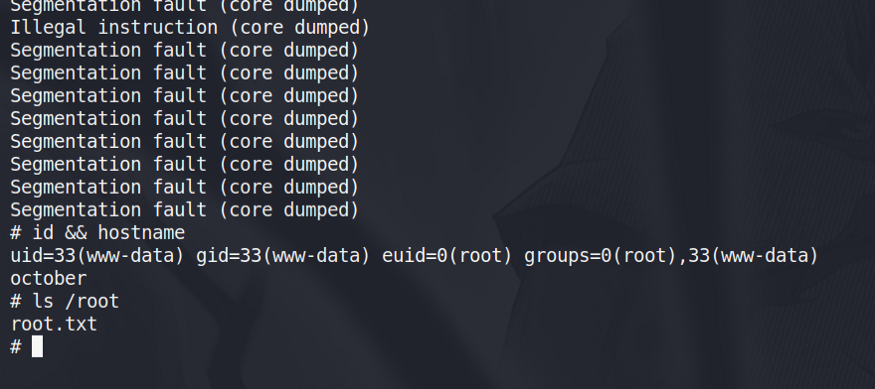 Segmentation fault (core dumped)
Illegal instruction (core dumped)
Segmentation fault (core dumped)
Segmentation fault (core dumped)
Segmentation fault (core dumped)
Segmentation fault (core dumped)
Segmentation fault (core dumped)
Segmentation fault (core dumped)
Segmentation fault (core dumped)
Segmentation fault (core dumped)
# id && hostname
uid=33(www-data) gid=33(www-data) euid=0(root) groups=0(root),33(www-data)
october
# ls /root
root.txt
#